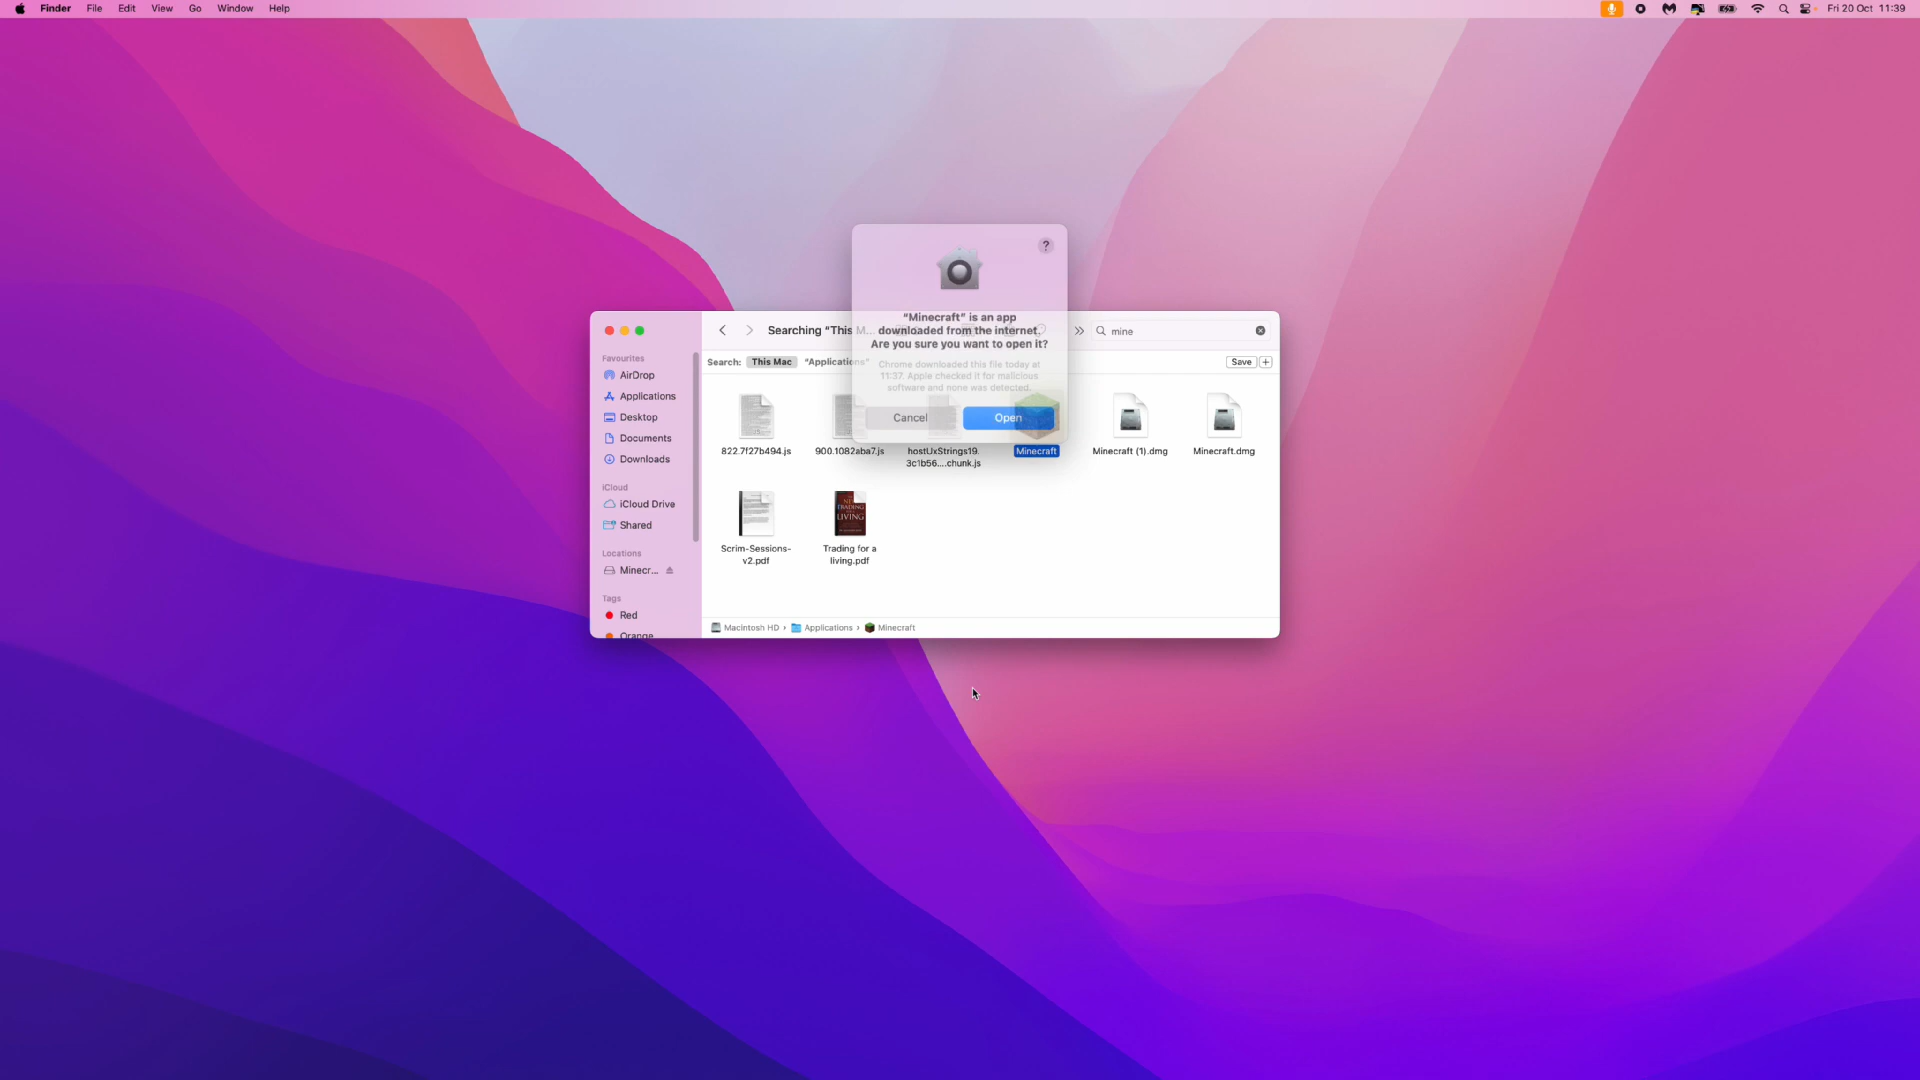 Finder File Edit View Go Window Help
Fri 20 Oct 11:39
"Minecraft" is an app
downloaded from the internet.
Are you sure you want to open it?
Chrome downloaded this file today at
11:37. Apple checked it for malicious
software and none was detected.
Cancel Open
?
Searching “This M...
mine
Search: This Mac "Applications"
Save +
Favourites
AirDrop
Applications
Desktop
Documents
Downloads
iCloud
iCloud Drive
Shared
Locations
Minecr...
Tags
Red
Orange
822.7f27b494.js
900.1082aba7.js
hostUxStrings19.
3c1b56....chunk.js
Minecraft
Minecraft (1).dmg
Minecraft.dmg
Scrim-Sessions-
v2.pdf
Trading for a
living.pdf
TRADING
LIVING
Macintosh HD › Applications › Minecraft